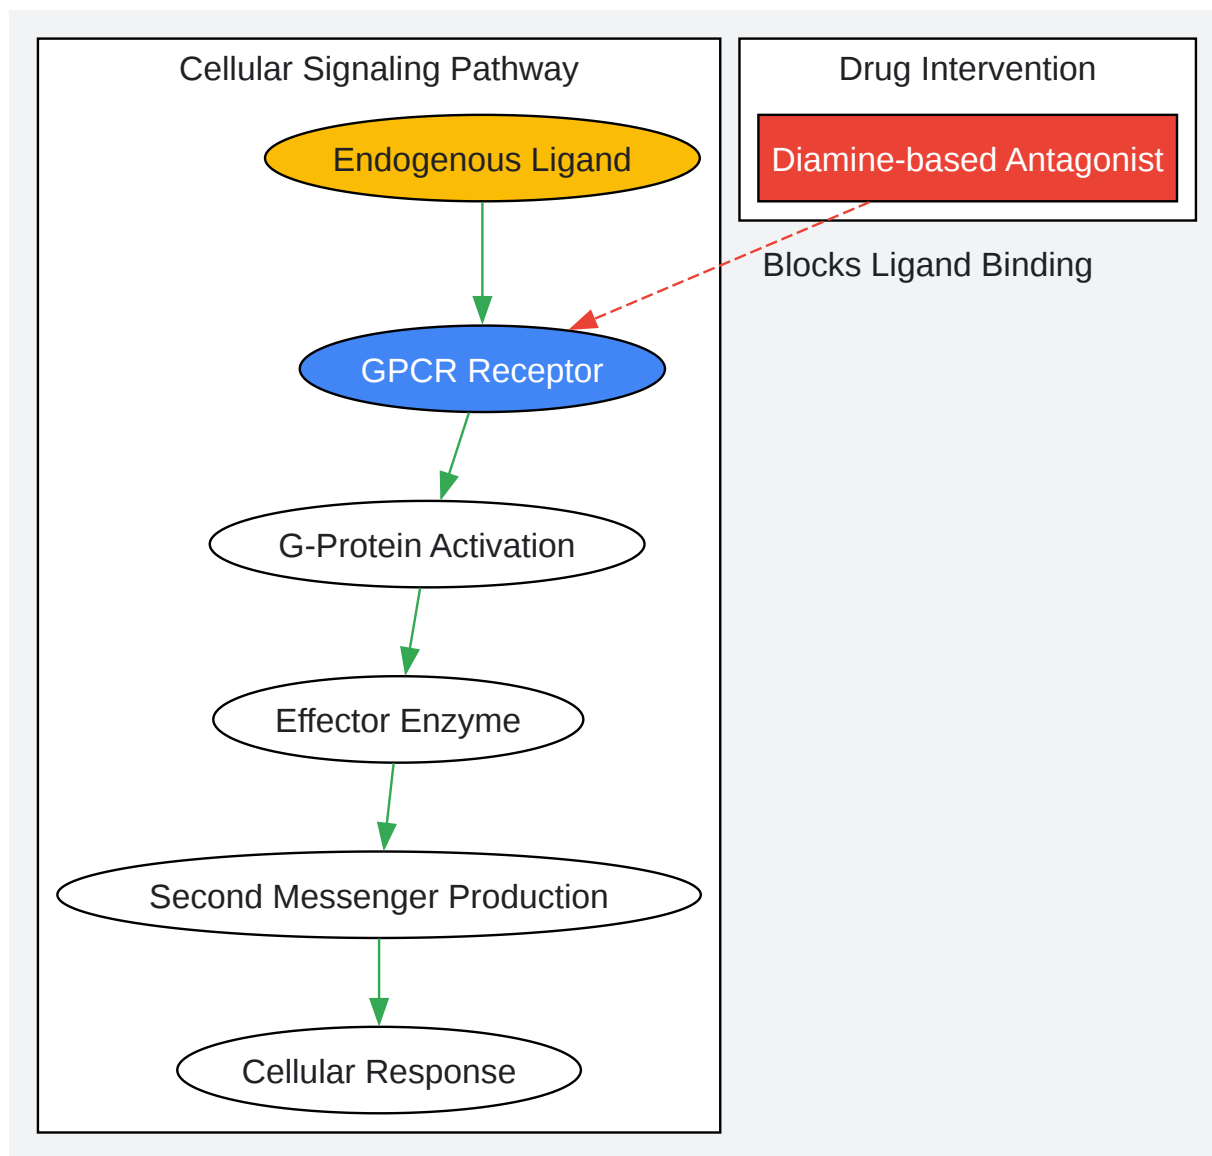 Cellular Signaling Pathway
Drug Intervention
Endogenous Ligand
Diamine-based Antagonist
Blocks Ligand Binding
GPCR Receptor
G-Protein Activation
Effector Enzyme
Second Messenger Production
Cellular Response